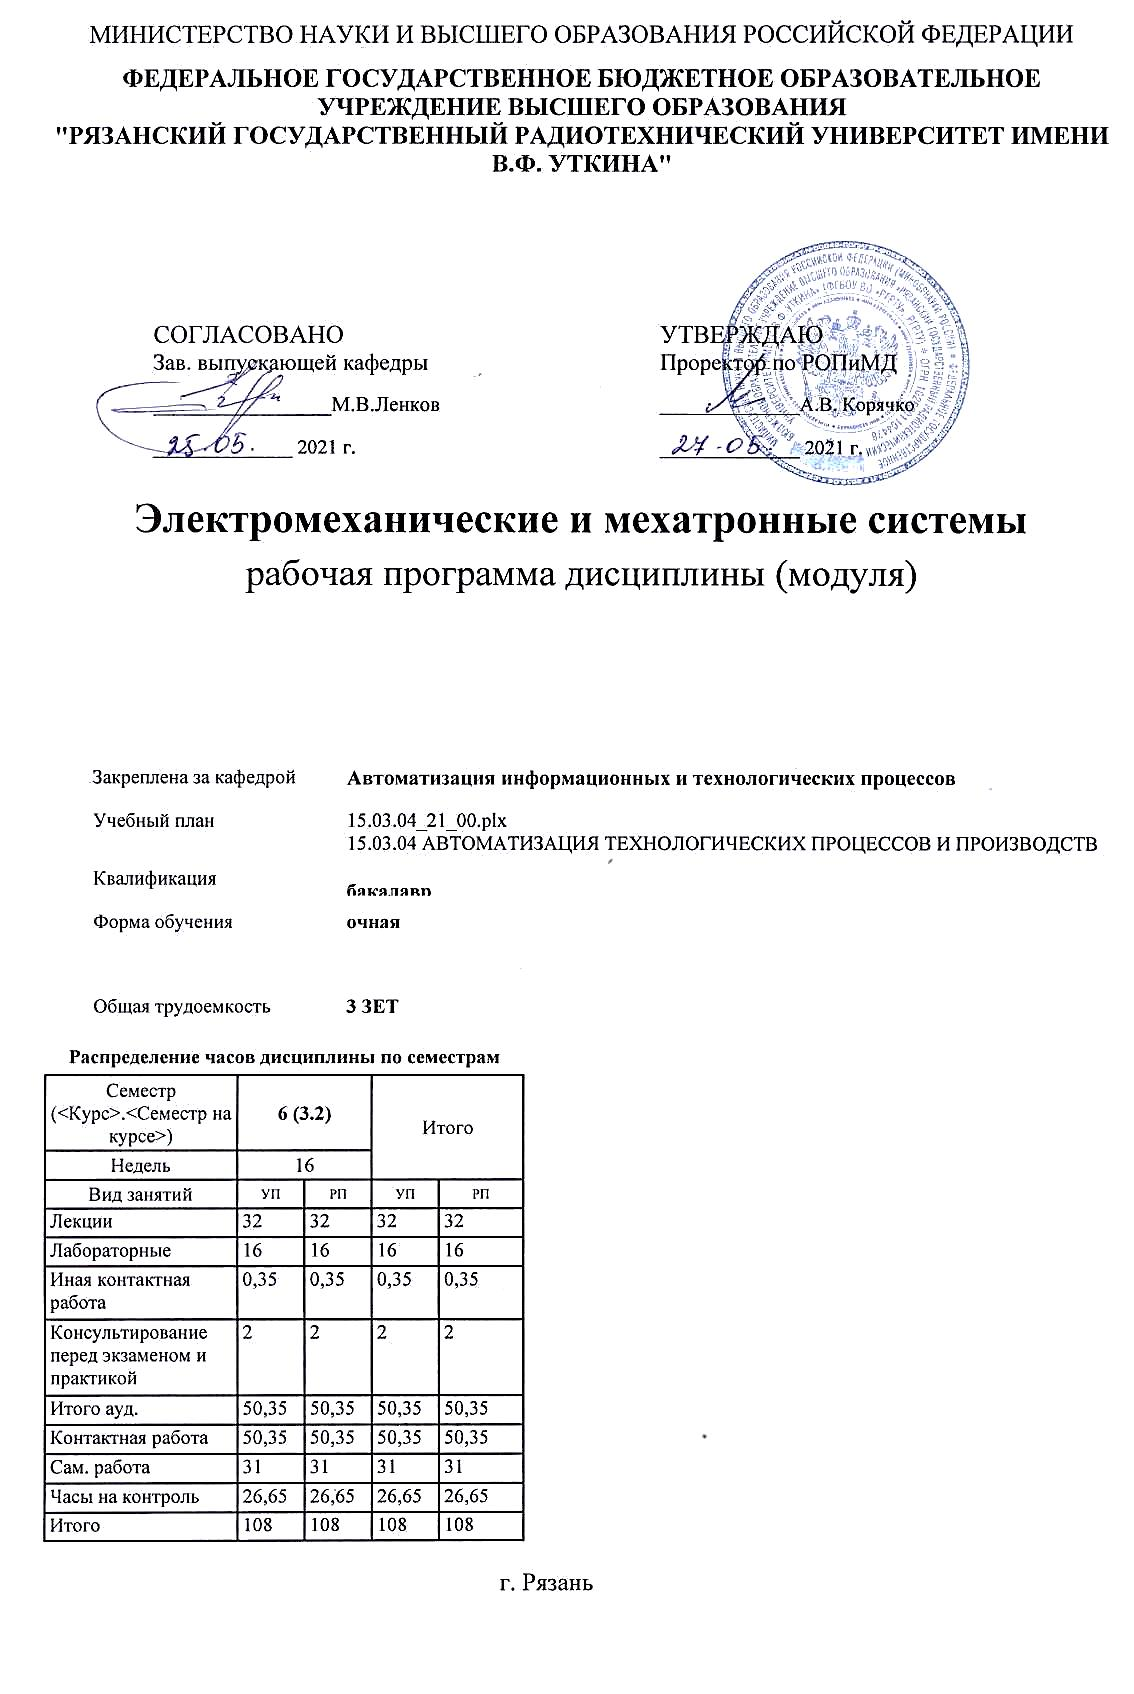 МИНИСТЕРСТВО НАУКИ И ВЫСШЕГО ОБРАЗОВАНИЯ РОССИЙСКОЙ ФЕДЕРАЦИИ
ФЕДЕРАЛЬНОЕ ГОСУДАРСТВЕННОЕ БЮДЖЕТНОЕ ОБРАЗОВАТЕЛЬНОЕ
УЧРЕЖДЕНИЕ ВЫСШЕГО ОБРАЗОВАНИЯ
"РЯЗАНСКИЙ ГОСУДАРСТВЕННЫЙ РАДИОТЕХНИЧЕСКИЙ УНИВЕРСИТЕТ ИМЕНИ
В.Ф. УТКИНА"
СОГЛАСОВАНО
Зав. выпускающей кафедры
М.В.Ленков
25.05. 2021 г.
УТВЕРЖДАЮ
Проректор по РОПиМД
А.В. Корячко
27-05. 2021 г.
Электромеханические и мехатронные системы
рабочая программа дисциплины (модуля)
Закреплена за кафедрой Автоматизация информационных и технологических процессов
Учебный план 15.03.04_21_00.plx
15.03.04 АВТОМАТИЗАЦИЯ ТЕХНОЛОГИЧЕСКИХ ПРОЦЕССОВ И ПРОИЗВОДСТВ
Квалификация бакалавр
Форма обучения очная
Общая трудоемкость 3 ЗЕТ
Распределение часов дисциплины по семестрам
Семестр
(<Курс>.<Семестр на
курсе>) 6 (3.2) Итого
Недель 16
Вид занятий УП РП УП РП
Лекции 32 32 32 32
Лабораторные 16 16 16 16
Иная контактная
работа 0,35 0,35 0,35 0,35
Консультирование
перед экзаменом и
практикой 2 2 2 2
Итого ауд. 50,35 50,35 50,35 50,35
Контактная работа 50,35 50,35 50,35 50,35
Сам. работа 31 31 31 31
Часы на контроль 26,65 26,65 26,65 26,65
Итого 108 108 108 108
г. Рязань